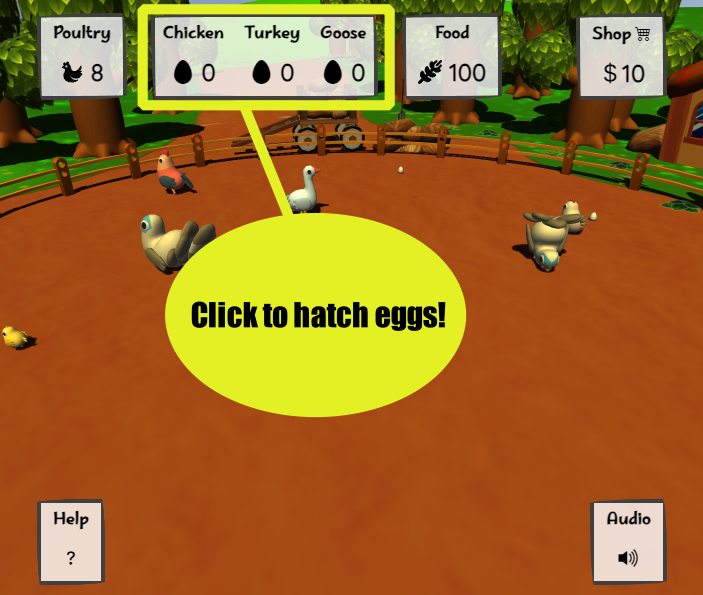 Poultry
8
Chicken Turkey Goose
0 0 0
Food
100
Shop
$10
Click to hatch eggs!
Help
?
Audio